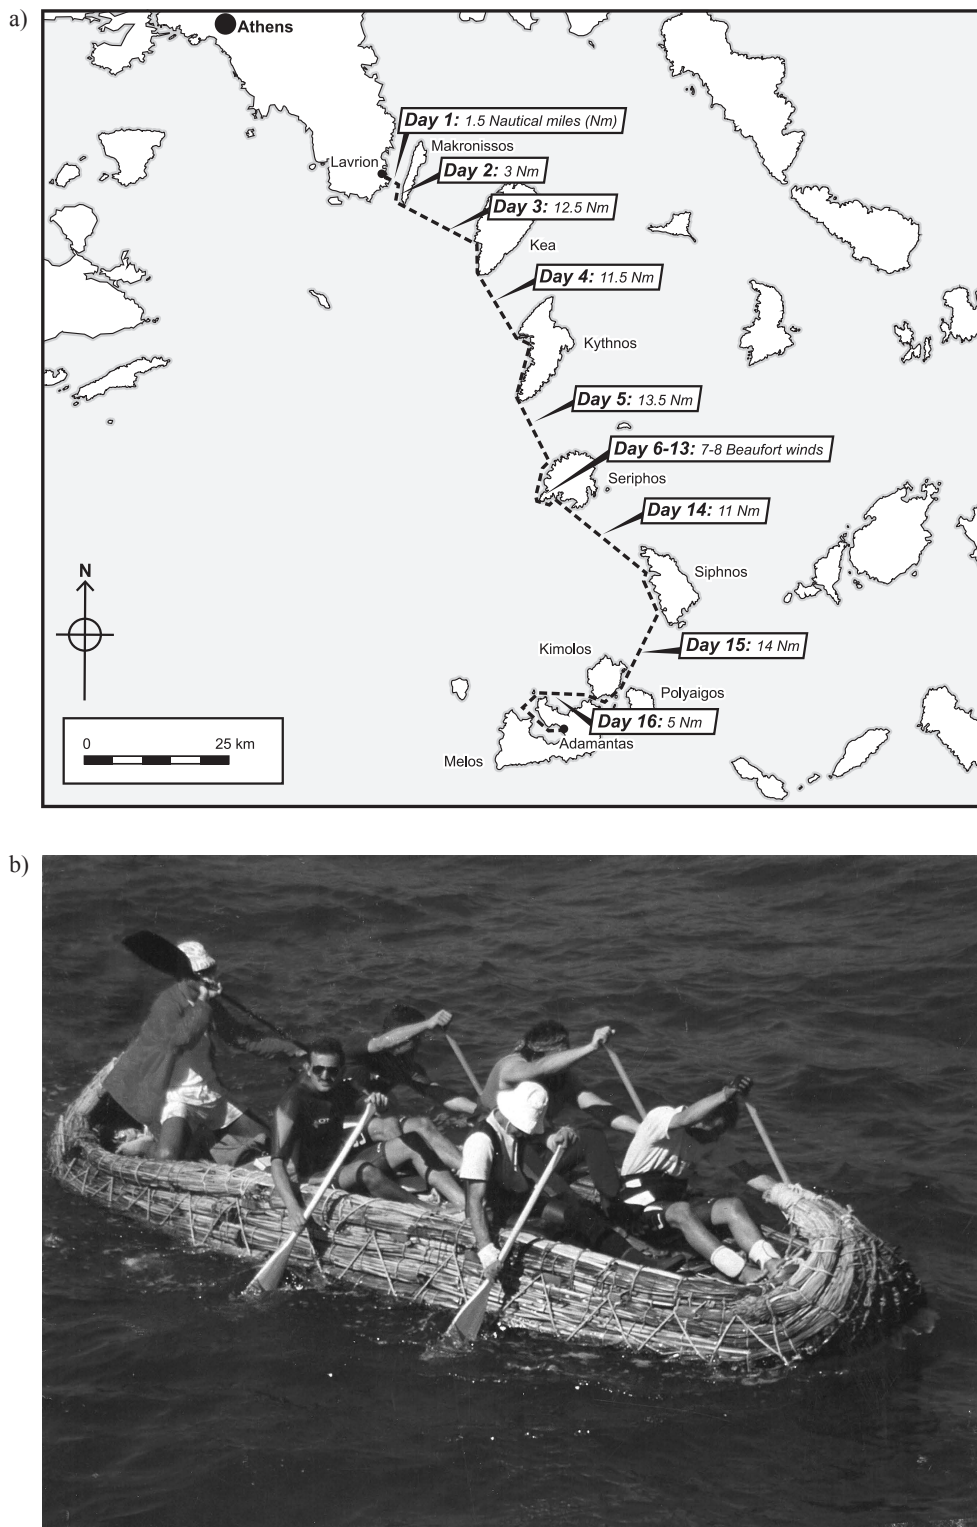 a)
Athens
Day 1: 1.5 Nautical miles (Nm)
Makronissos
Lavrion
Day 2: 3 Nm
Day 3: 12.5 Nm
Kea
Day 4: 11.5 Nm
Kythnos
Day 5: 13.5 Nm
Day 6-13: 7-8 Beaufort winds
Seriphos
Day 14: 11 Nm
N
Siphnos
Day 15: 14 Nm
Kimolos
Polyaigos
Day 16: 5 Nm
0 25 km
Adamantas
Melos
b)